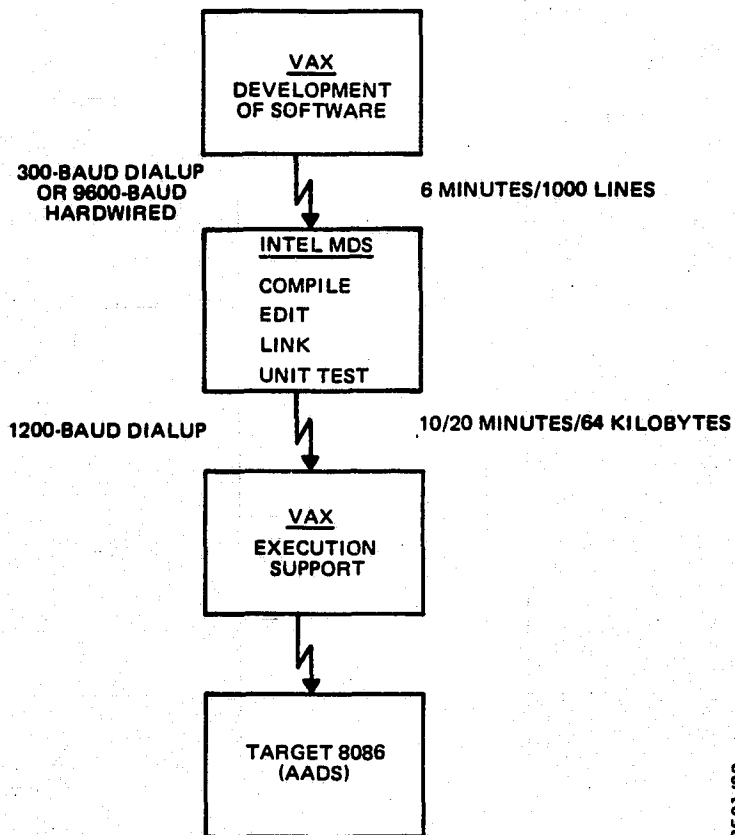 VAX
DEVELOPMENT
OF SOFTWARE
300-BAUD DIALUP
OR 9600-BAUD
HARDWIRED
6 MINUTES/1000 LINES
INTEL MDS
COMPILE
EDIT
LINK
UNIT TEST
1200-BAUD DIALUP
10/20 MINUTES/64 KILOBYTES
VAX
EXECUTION
SUPPORT
TARGET 8086
(AADS)